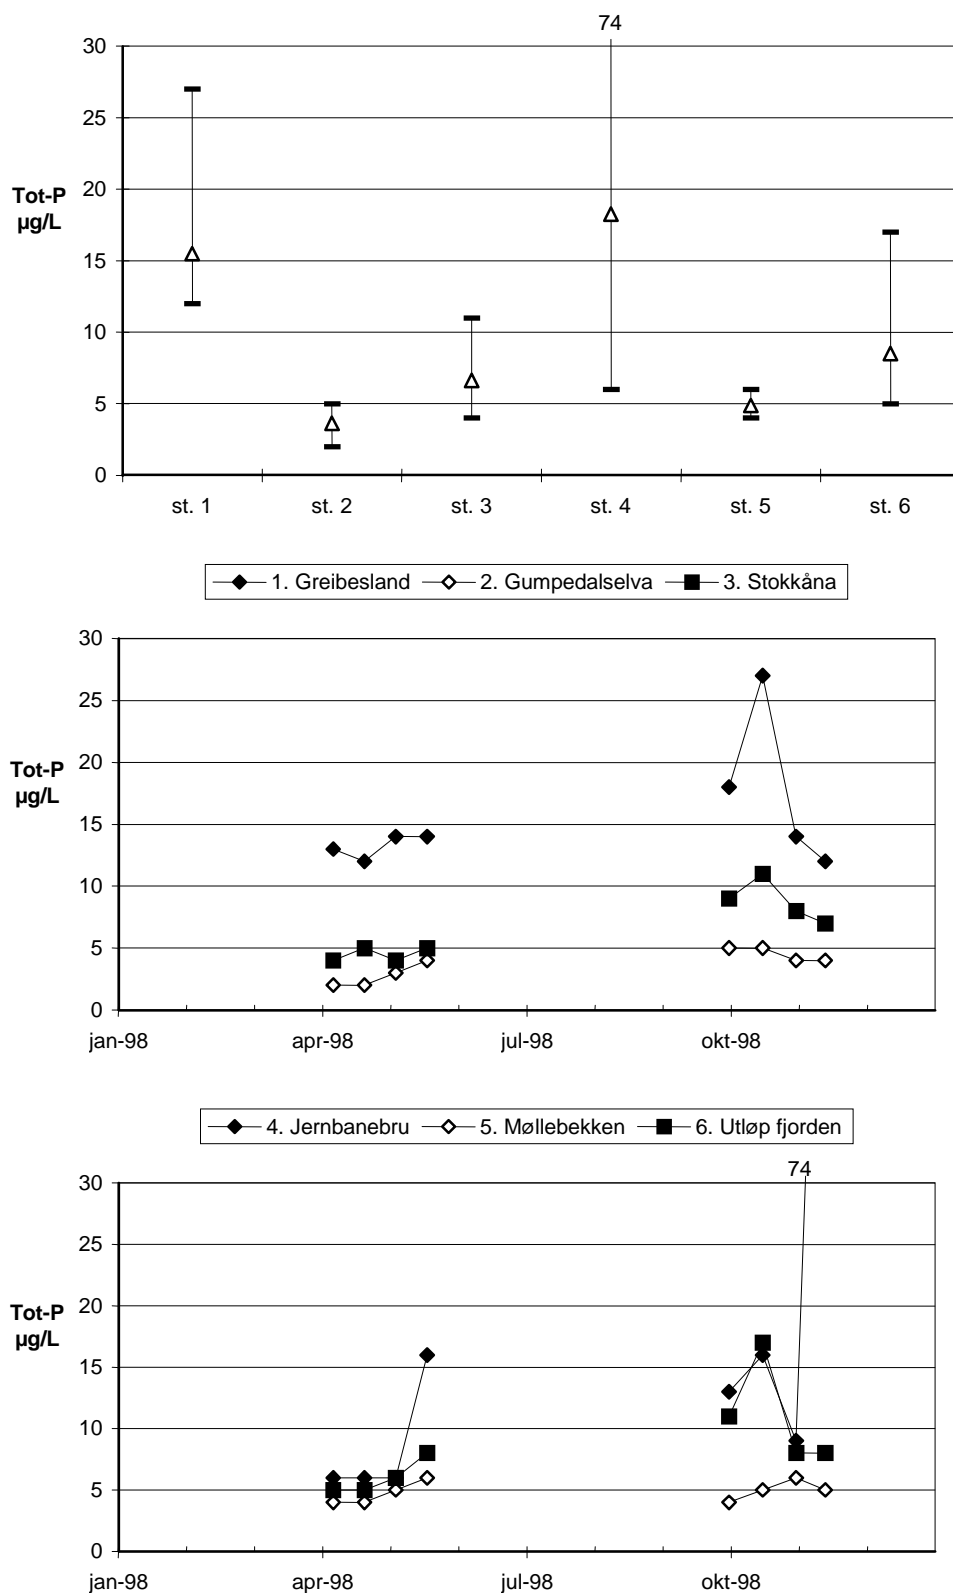 74
30
25
20
15
10
5
0
Tot-P
µg/L
st. 1 st. 2 st. 3 st. 4 st. 5 st. 6
1. Greibesland 2. Gumpedalselva 3. Stokkåna
30
25
20
15
10
5
0
Tot-P
µg/L
jan-98 apr-98 jul-98 okt-98
4. Jernbanebru 5. Møllebekken 6. Utløp fjorden
74
30
25
20
15
10
5
0
Tot-P
µg/L
jan-98 apr-98 jul-98 okt-98